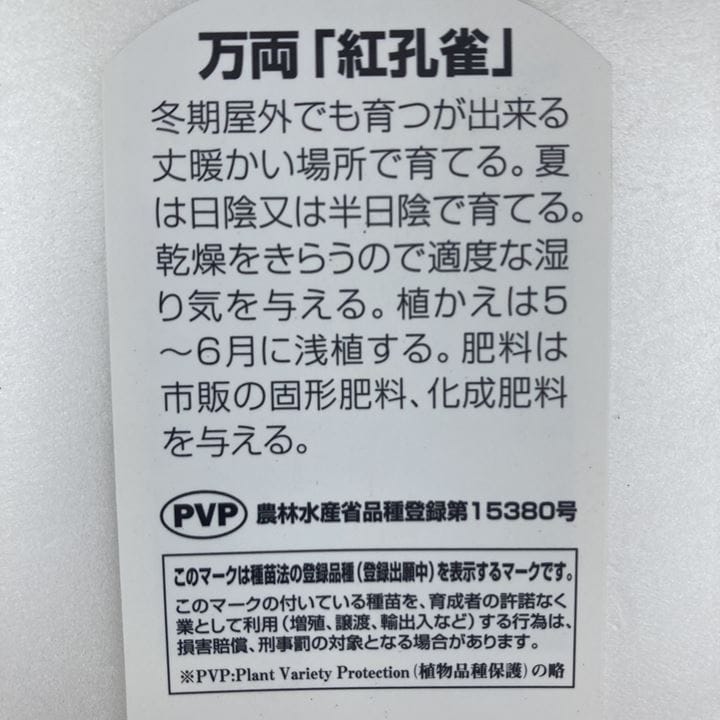 万両「紅孔雀」
冬期屋外でも育つが出来る
丈暖かい場所で育てる。夏
は日陰又は半日陰で育てる。
乾燥をきらうので適度な湿
り気を与える。植かえは5
～6月に浅植する。肥料は
市販の固形肥料、化成肥料
を与える。
PVP 農林水産省品種登録第15380号
このマークは種苗法の登録品種（登録出願中）を表示するマークです。
このマークの付いている種苗を、育成者の許諾なく
業として利用（増殖、譲渡、輸出入など）する行為は、
損害賠償、刑事罰の対象となる場合があります。
※PVP:Plant Variety Protection（植物品種保護）の略